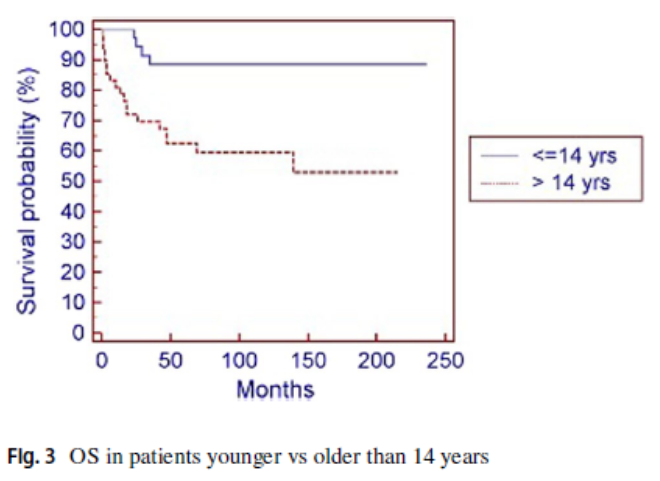 100
90
80
70
60
50
40
30
20
10
0
Survival probability (%)
0 50 100 150 200 250
Months
<=14 yrs
> 14 yrs
Fig. 3 OS in patients younger vs older than 14 years